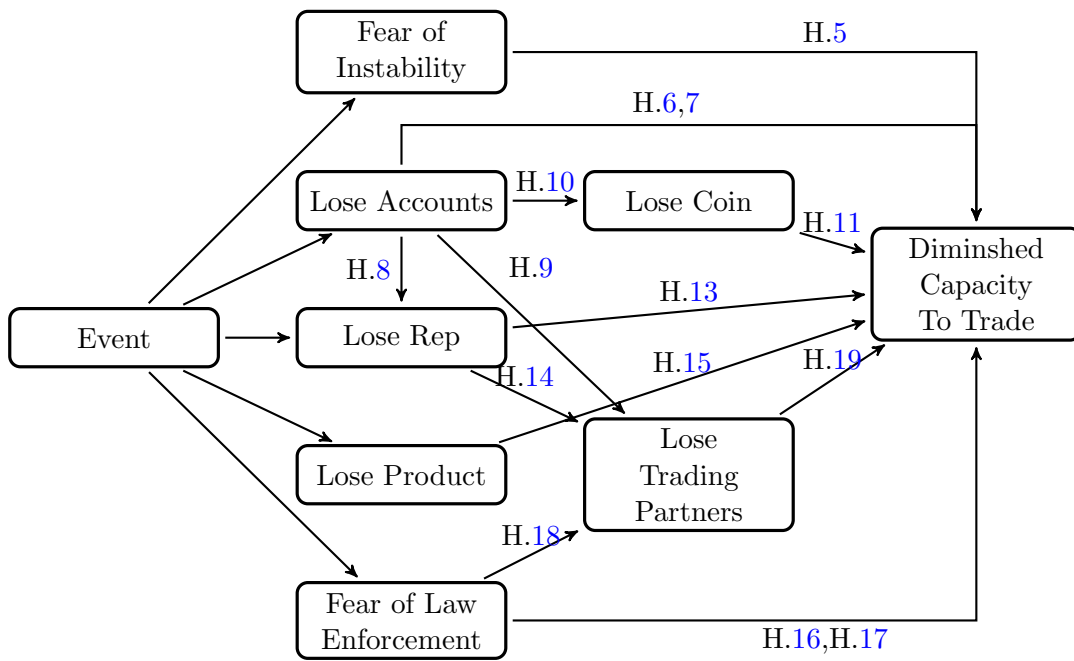 Fear of
Instability
H.5
H.6,7
Lose Accounts
H.10
Lose Coin
H.11
Diminshed
Capacity
To Trade
H.8
H.9
H.13
Event
Lose Rep
H.14
H.15
H.19
Lose
Trading
Partners
Lose Product
H.18
Fear of Law
Enforcement
H.16,H.17